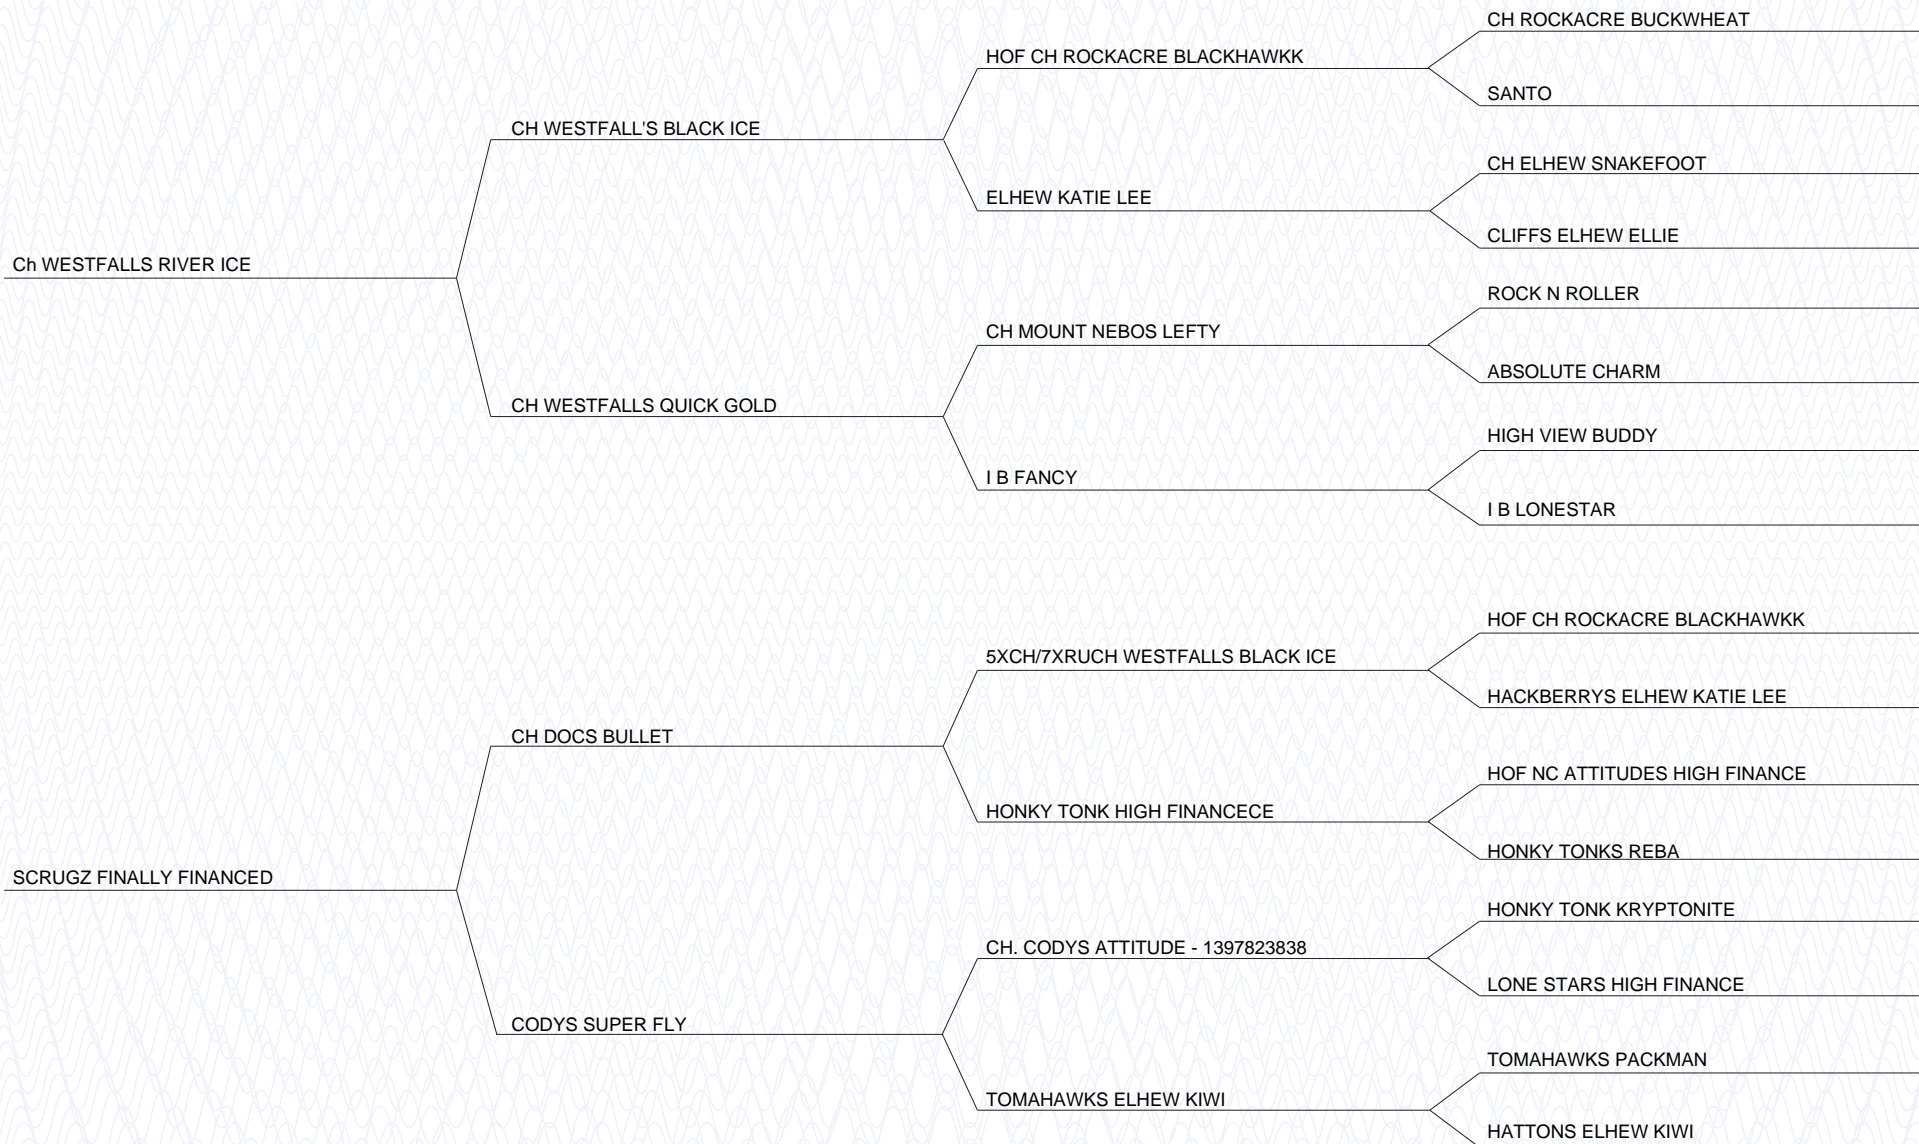 CH ROCKACRE BUCKWHEAT
HOF CH ROCKACRE BLACKHAWKK
SANTO
CH WESTFALL'S BLACK ICE
CH ELHEW SNAKEFOOT
ELHEW KATIE LEE
CLIFFS ELHEW ELLIE
Ch WESTFALLS RIVER ICE
ROCK N ROLLER
CH MOUNT NEBOS LEFTY
ABSOLUTE CHARM
CH WESTFALLS QUICK GOLD
HIGH VIEW BUDDY
I B FANCY
I B LONESTAR
HOF CH ROCKACRE BLACKHAWKK
5XCH/7XRUCH WESTFALLS BLACK ICE
HACKBERRYS ELHEW KATIE LEE
CH DOCS BULLET
HOF NC ATTITUDES HIGH FINANCE
HONKY TONK HIGH FINANCECE
HONKY TONKS REBA
SCRUGZ FINALLY FINANCED
HONKY TONK KRYPTONITE
CH. CODYS ATTITUDE - 1397823838
LONE STARS HIGH FINANCE
CODYS SUPER FLY
TOMAHAWKS PACKMAN
TOMAHAWKS ELHEW KIWI
HATTONS ELHEW KIWI